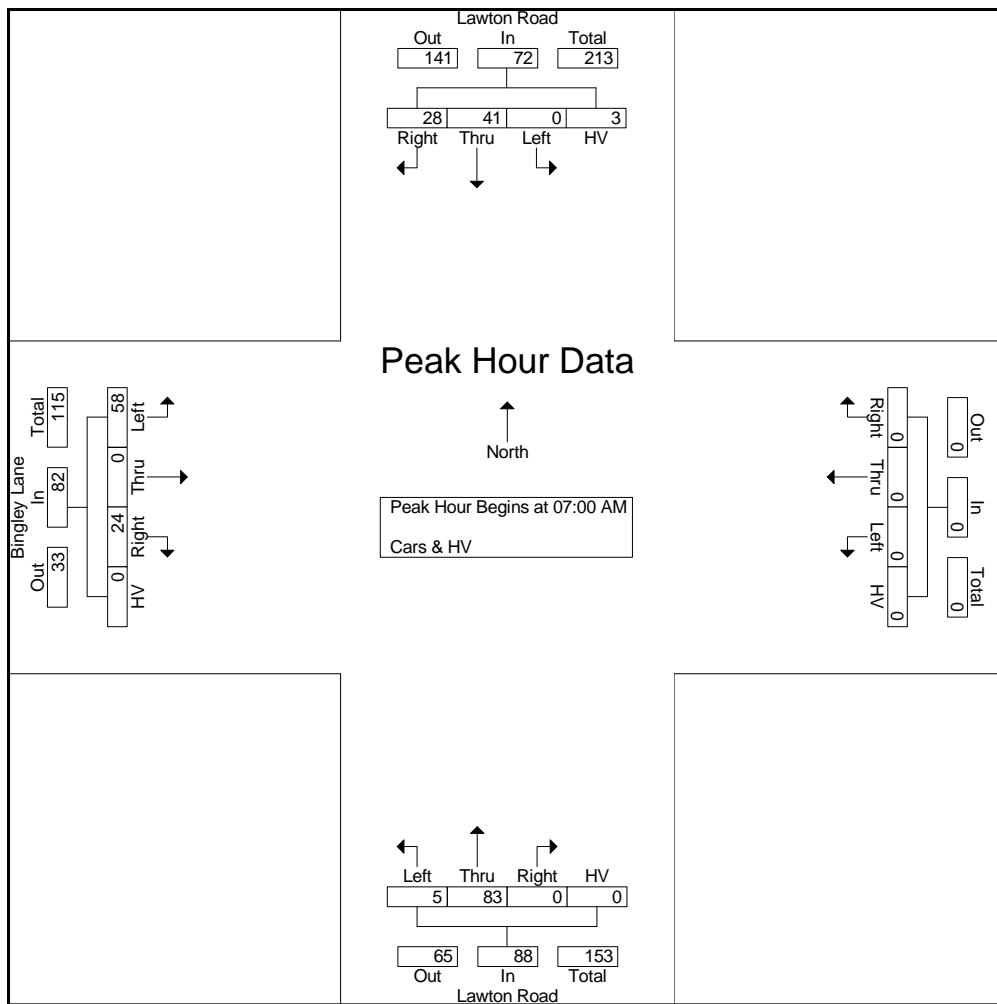 Lawton Road
Out In Total
141 72 213
28 41 0 3
Right Thru Left HV
Peak Hour Data
North
Peak Hour Begins at 07:00 AM
Cars & HV
Bingley Lane
Total In Out
115 82 33
58 0 24 0
Left Thru Right HV
Right Thru Left HV
0 0 0 0
Out In Total
0 0 0
Left Thru Right HV
5 83 0 0
65 88 153
Out In Total
Lawton Road